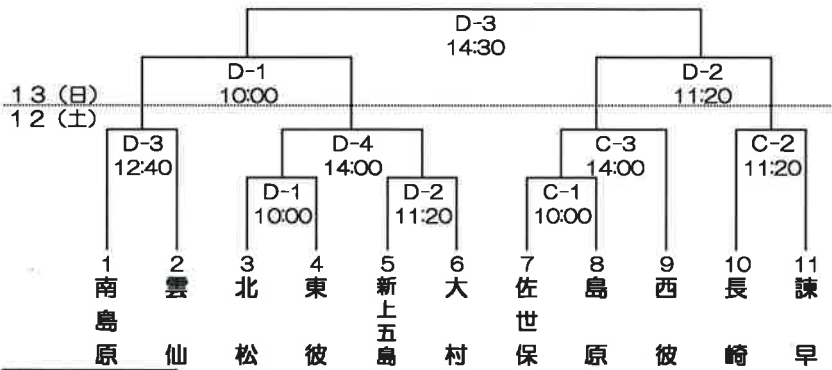 D-3
14:30
D-1
10:00
D-2
11:20
13(日)
12(土)
D-3
12:40
D-4
14:00
C-3
14:00
C-2
11:20
D-1
10:00
D-2
11:20
C-1
10:00
1 2 3 4 5 6 7 8 9 10 11
南島原
雲仙
北松
東彼
新上五島
大村
佐世保
島原
西彼
長崎
諫早